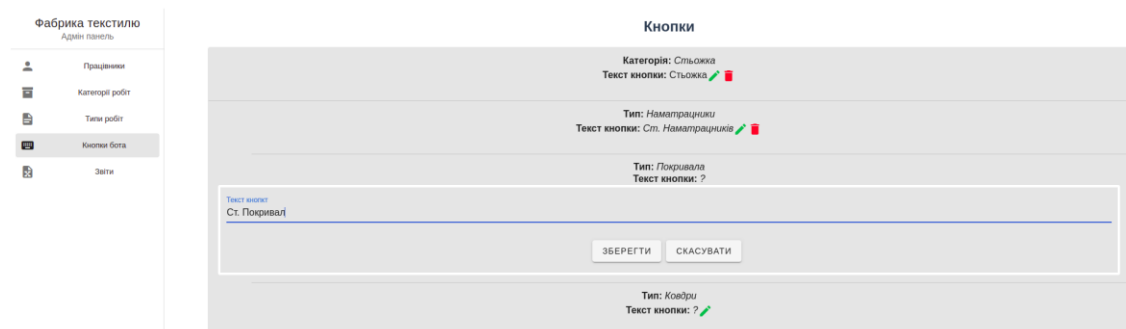 Фабрика текстилю
Адмін панель
Працівники
Категорії робіт
Типи робіт
Кнопки бота
Звіти
Кнопки
Категорія: Стьожка
Текст кнопки: Стьожка
Тип: Наматрацники
Текст кнопки: Ст. Наматрацників
Тип: Покривала
Текст кнопки: ?
Текст кнопки
Ст. Покривал
ЗБЕРЕГТИ
СКАСУВАТИ
Тип: Ковдри
Текст кнопки: ?